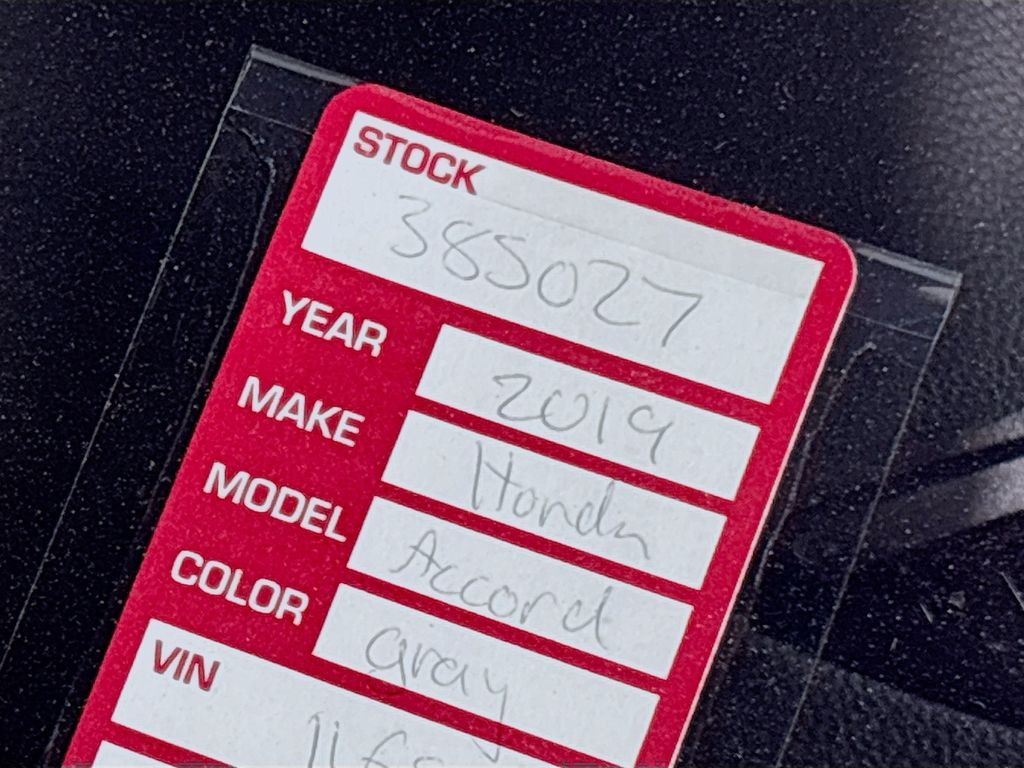 STOCK
385027
YEAR 2019
MAKE Honda
MODEL Accord
COLOR gray
VIN